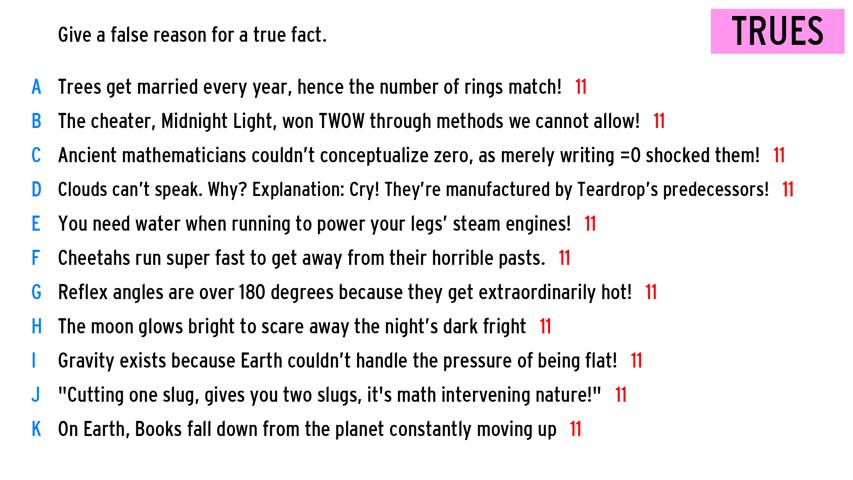 Give a false reason for a true fact.
TRUES
A Trees get married every year, hence the number of rings match! 11
B The cheater, Midnight Light, won TWOW through methods we cannot allow! 11
C Ancient mathematicians couldn't conceptualize zero, as merely writing =0 shocked them! 11
D Clouds can't speak. Why? Explanation: Cry! They're manufactured by Teardrop's predecessors! 11
E You need water when running to power your legs' steam engines! 11
F Cheetahs run super fast to get away from their horrible pasts. 11
G Reflex angles are over 180 degrees because they get extraordinarily hot! 11
H The moon glows bright to scare away the night's dark fright 11
I Gravity exists because Earth couldn't handle the pressure of being flat! 11
J "Cutting one slug, gives you two slugs, it's math intervening nature!" 11
K On Earth, Books fall down from the planet constantly moving up 11